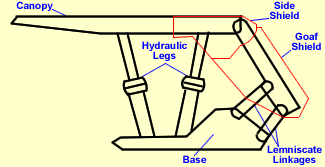 Canopy
Side
Shield
Goaf
Shield
Hydraulic
Legs
Base
Lemniscate
Linkages